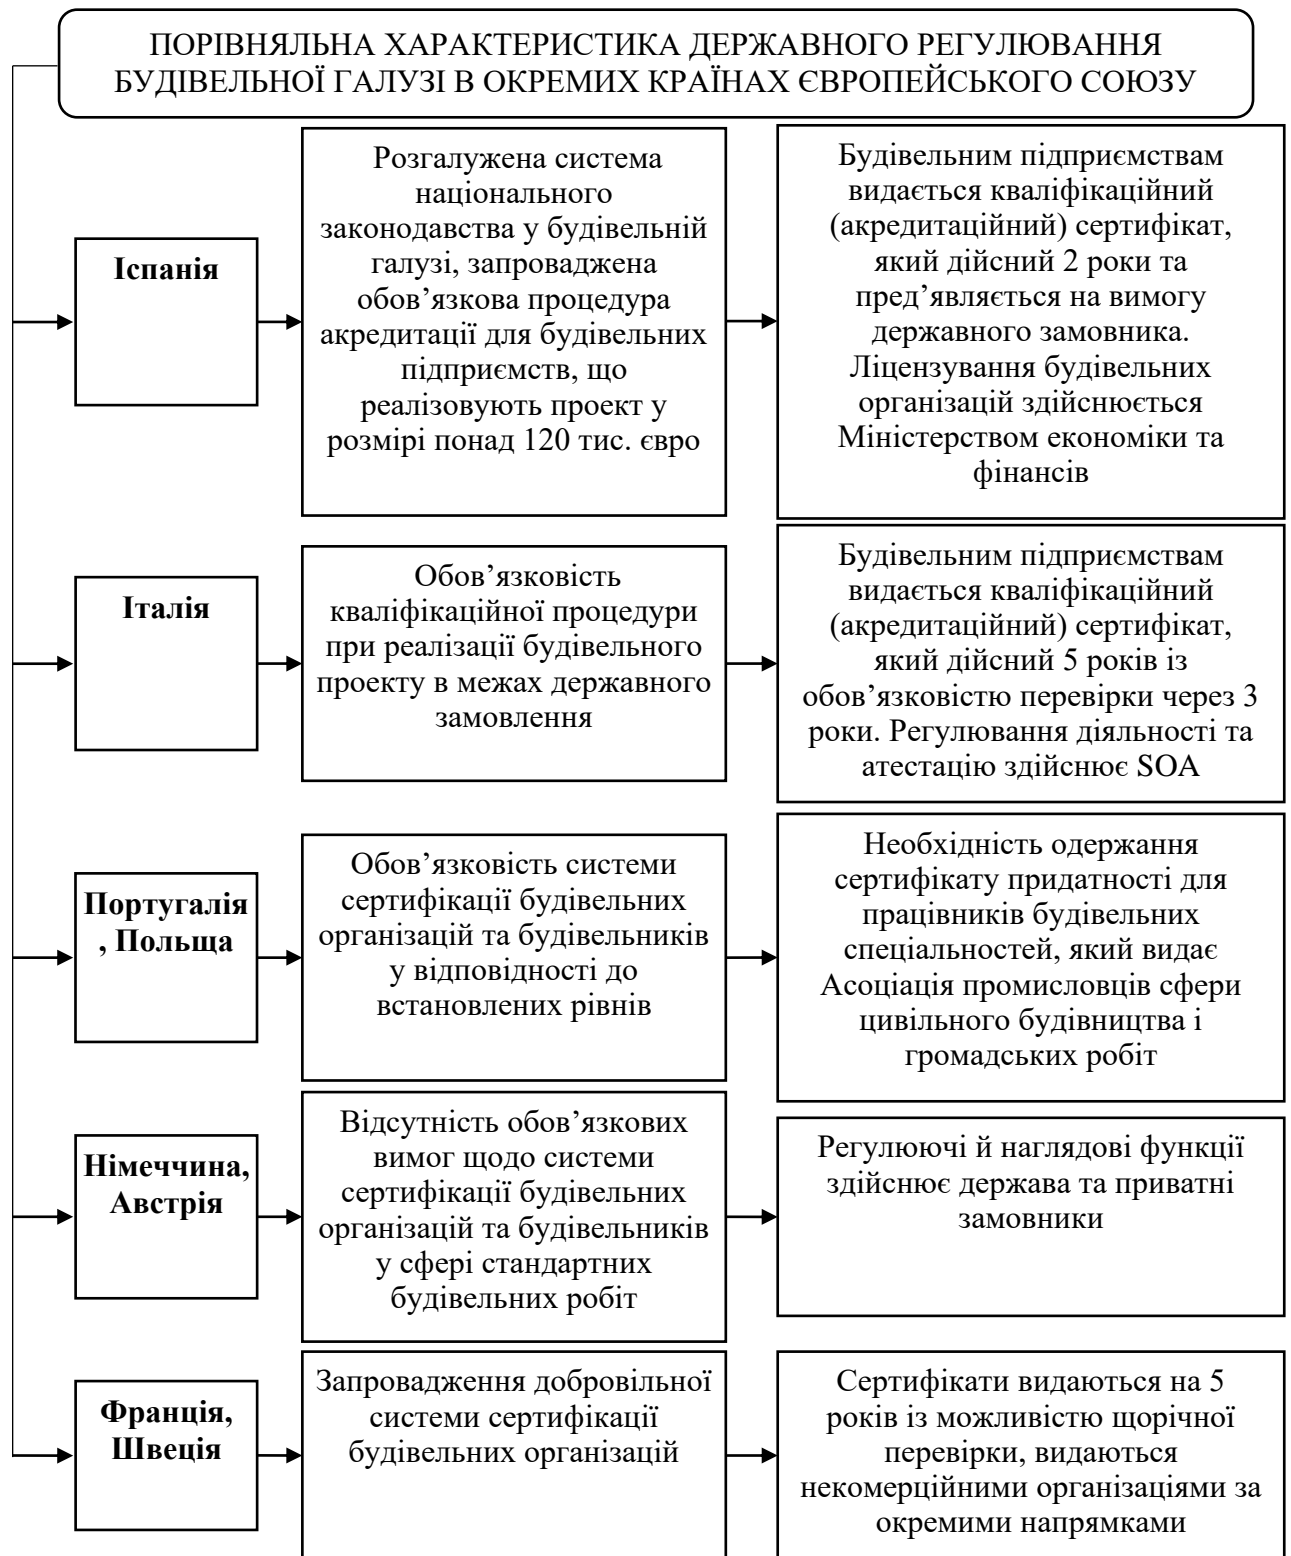 ПОРІВНЯЛЬНА ХАРАКТЕРИСТИКА ДЕРЖАВНОГО РЕГУЛЮВАННЯ
БУДІВЕЛЬНОЇ ГАЛУЗІ В ОКРЕМИХ КРАЇНАХ ЄВРОПЕЙСЬКОГО СОЮЗУ
Іспанія
Розгалужена система
національного
законодавства у будівельній
галузі, запроваджена
обов’язкова процедура
акредитації для будівельних
підприємств, що
реалізовують проект у
розмірі понад 120 тис. євро
Будівельним підприємствам
видається кваліфікаційний
(акредитаційний) сертифікат,
який дійсний 2 роки та
пред’являється на вимогу
державного замовника.
Ліцензування будівельних
організацій здійснюється
Міністерством економіки та
фінансів
Італія
Обов’язковість
кваліфікаційної процедури
при реалізації будівельного
проекту в межах державного
замовлення
Будівельним підприємствам
видається кваліфікаційний
(акредитаційний) сертифікат,
який дійсний 5 років із
обов’язковістю перевірки через 3
роки. Регулювання діяльності та
атестацію здійснює SOA
Португалія
, Польща
Обов’язковість системи
сертифікації будівельних
організацій та будівельників
у відповідності до
встановлених рівнів
Необхідність одержання
сертифікату придатності для
працівників будівельних
спеціальностей, який видає
Асоціація промисловців сфери
цивільного будівництва і
громадських робіт
Німеччина,
Австрія
Відсутність обов’язкових
вимог щодо системи
сертифікації будівельних
організацій та будівельників
у сфері стандартних
будівельних робіт
Регулюючі й наглядові функції
здійснює держава та приватні
замовники
Франція,
Швеція
Запровадження добровільної
системи сертифікації
будівельних організацій
Сертифікати видаються на 5
років із можливістю щорічної
перевірки, видаються
некомерційними організаціями за
окремими напрямками